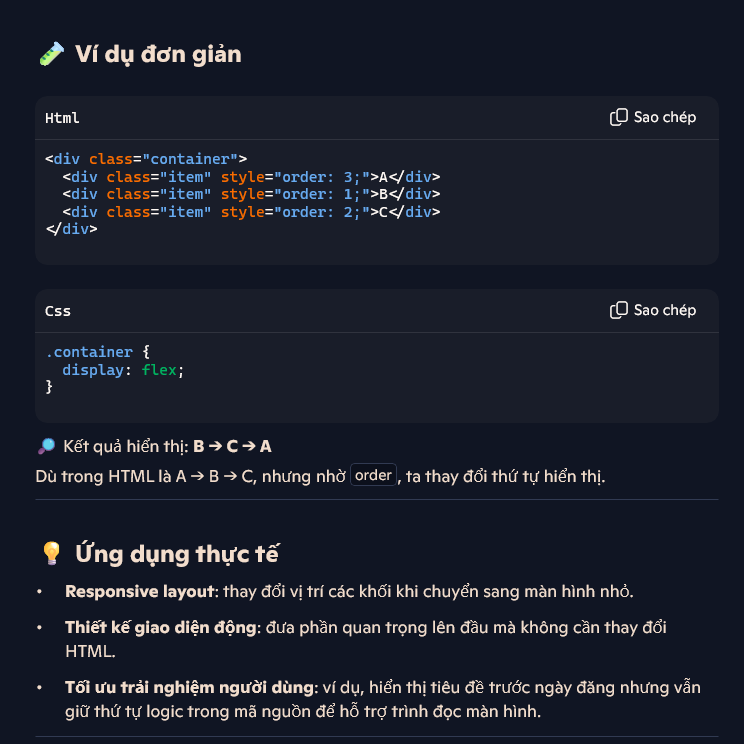 Ví dụ đơn giản
Html
Sao chép
<div class="container">
  <div class="item" style="order: 3;">A</div>
  <div class="item" style="order: 1;">B</div>
  <div class="item" style="order: 2;">C</div>
</div>
Css
Sao chép
.container {
  display: flex;
}
Kết quả hiển thị: B → C → A
Dù trong HTML là A → B → C, nhưng nhờ order, ta thay đổi thứ tự hiển thị.
Ứng dụng thực tế
• Responsive layout: thay đổi vị trí các khối khi chuyển sang màn hình nhỏ.
• Thiết kế giao diện động: đưa phần quan trọng lên đầu mà không cần thay đổi
HTML.
• Tối ưu trải nghiệm người dùng: ví dụ, hiển thị tiêu đề trước ngày đăng nhưng vẫn
giữ thứ tự logic trong mã nguồn để hỗ trợ trình đọc màn hình.